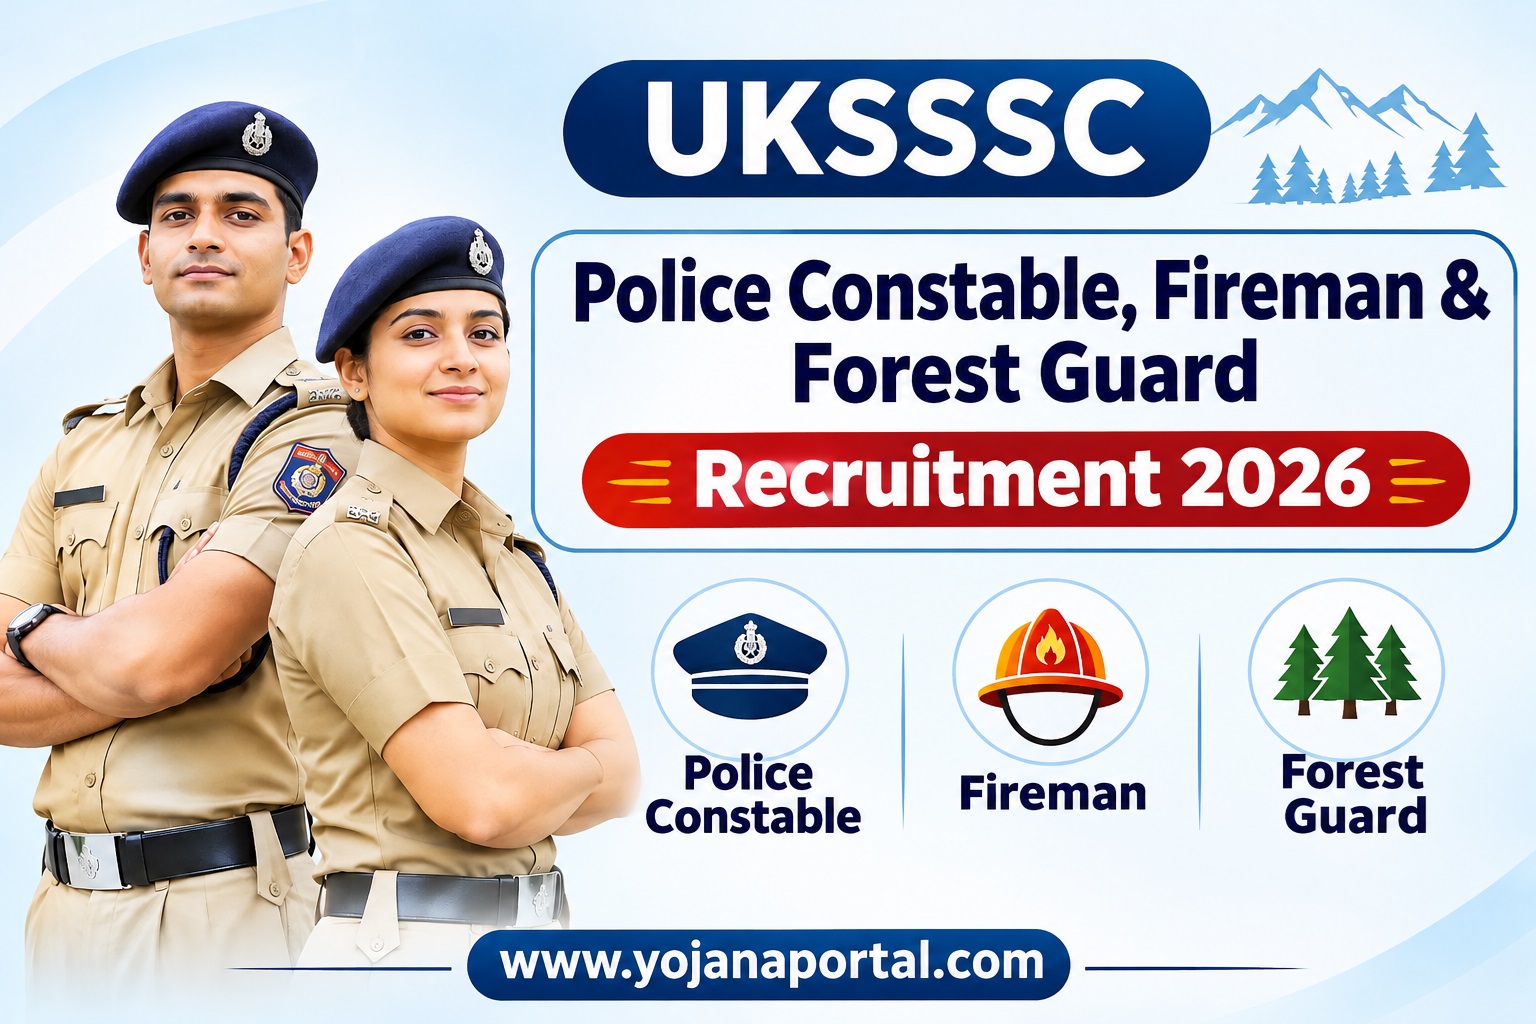 UKSSSC
Police Constable, Fireman &
Forest Guard
Recruitment 2026
Police
Constable
Fireman
Forest
Guard
www.yojanaportal.com